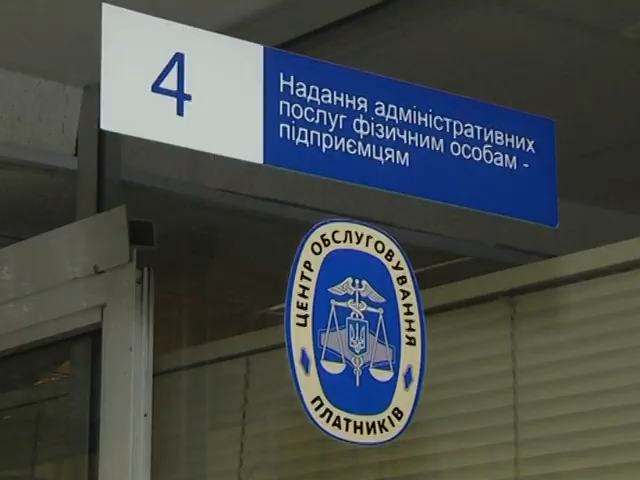 4
Надання адміністративних
послуг фізичним особам -
підприємцям
ЦЕНТР ОБСЛУГОВУВАННЯ
ПЛАТНИКІВ